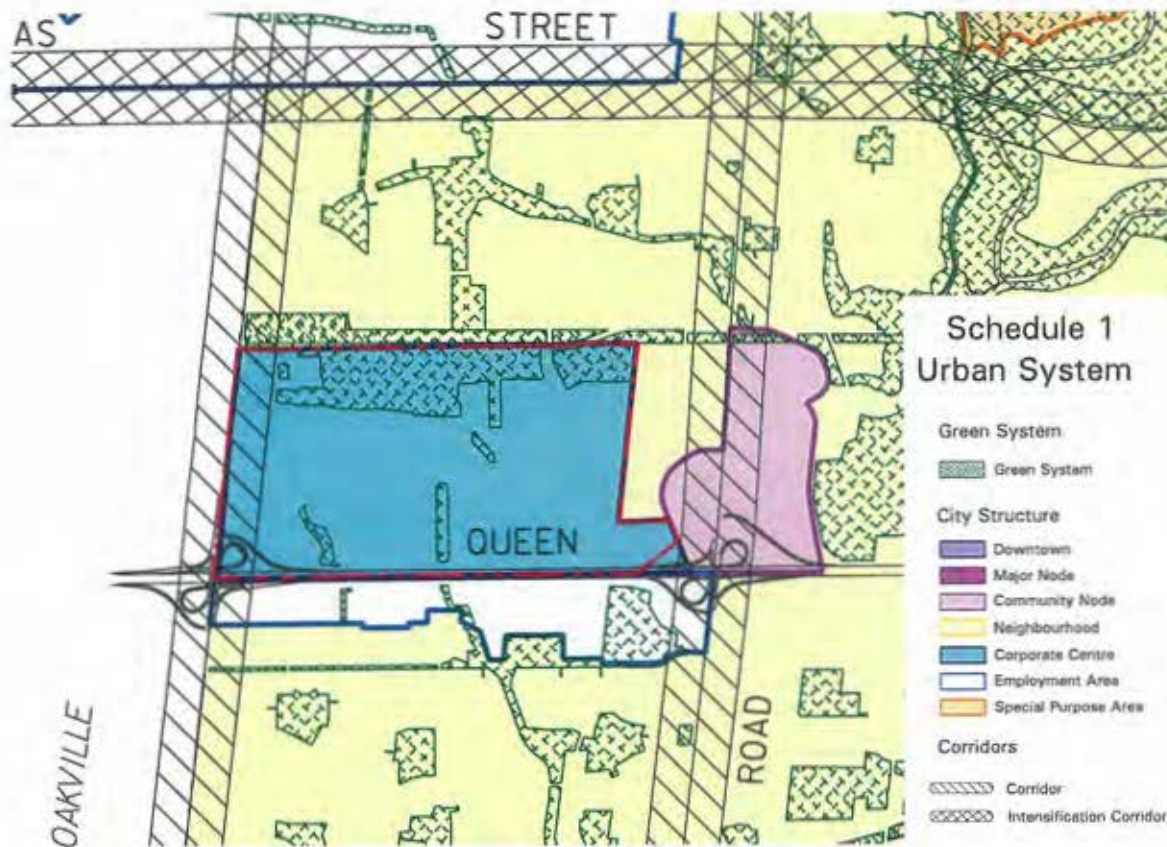 AS
STREET
QUEEN
ROAD
OAKVILLE
Schedule 1
Urban System
Green System
Green System
City Structure
Downtown
Major Node
Community Node
Neighbourhood
Corporate Centre
Employment Area
Special Purpose Area
Corridors
Corridor
Intensification Corridor